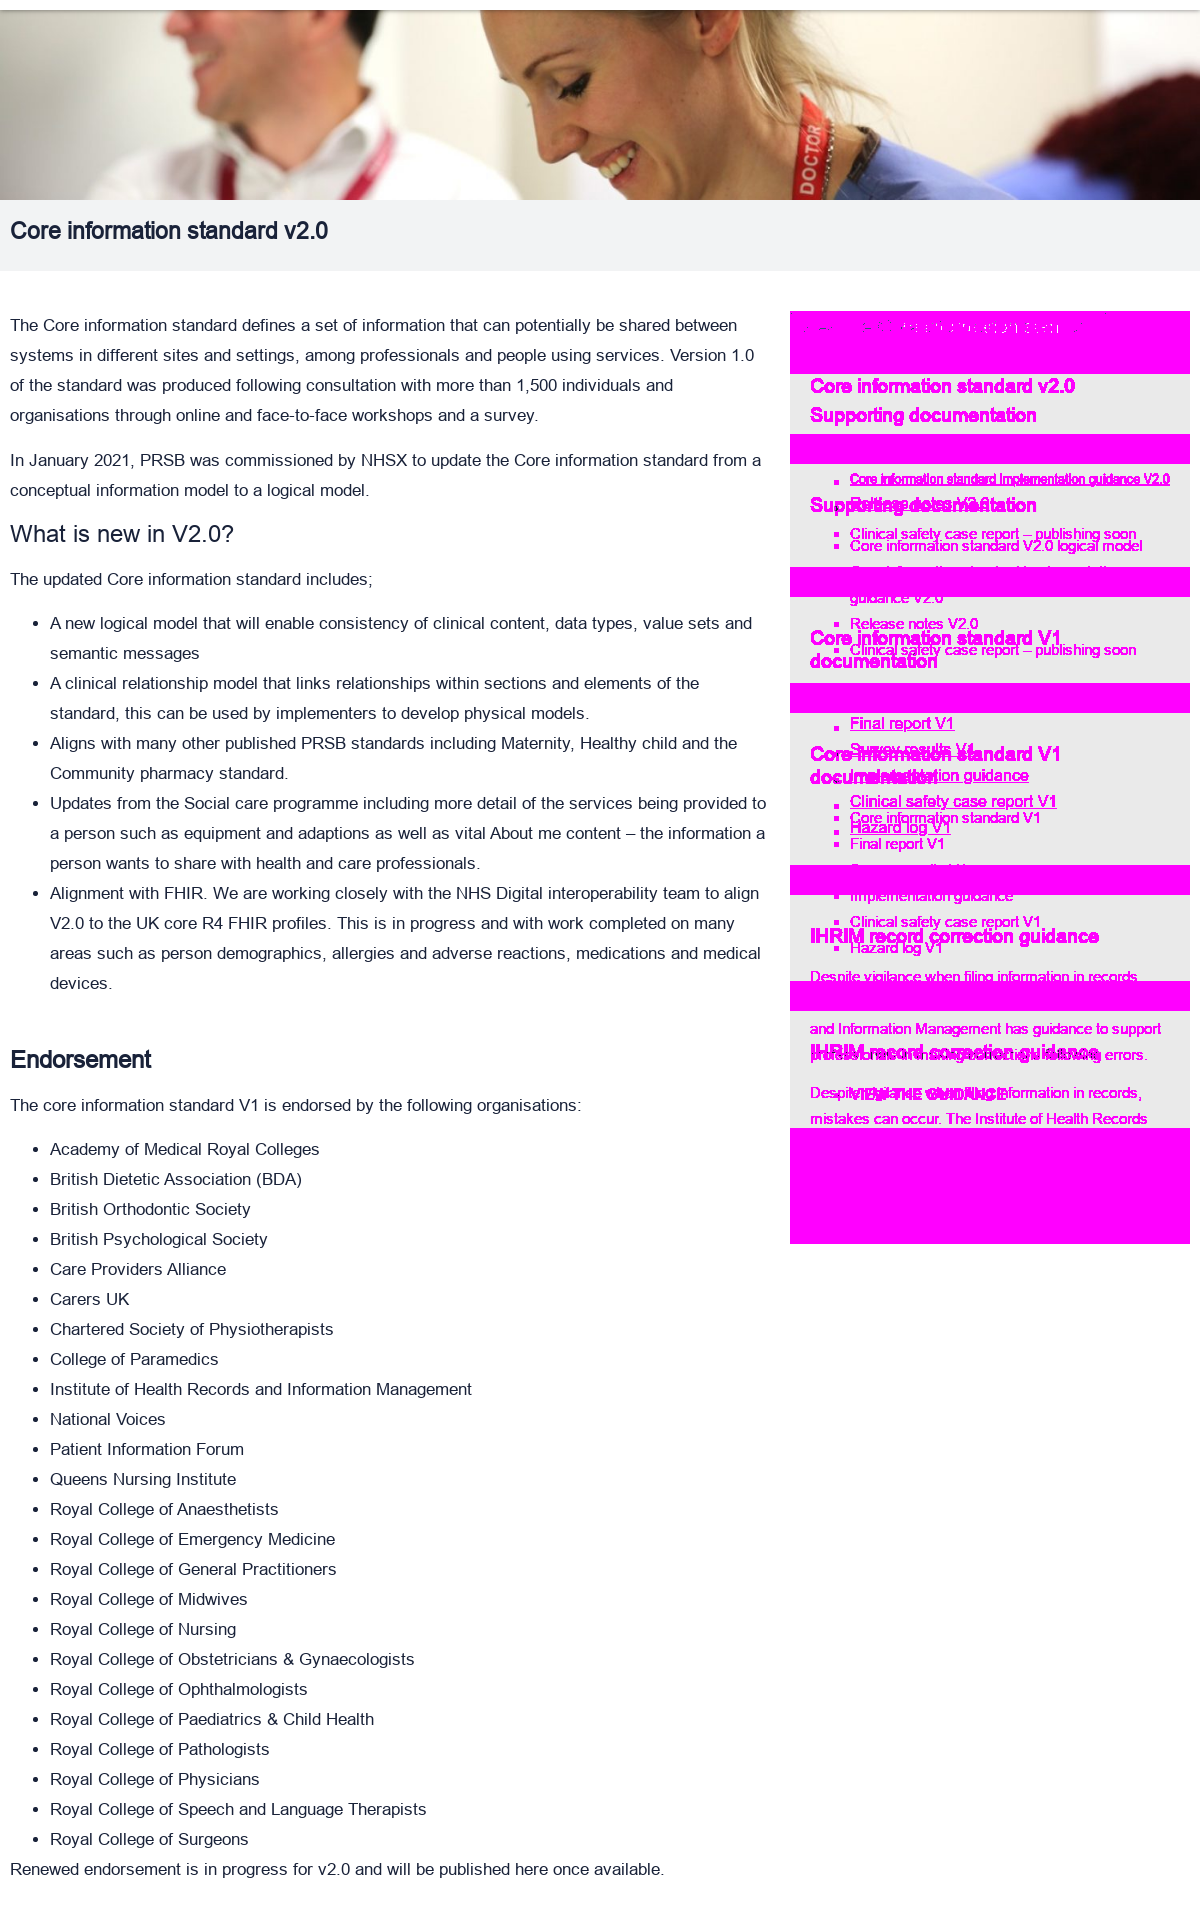 DOCTOR
Core information standard v2.0
The Core information standard defines a set of information that can potentially be shared between
systems in different sites and settings, among professionals and people using services. Version 1.0
of the standard was produced following consultation with more than 1,500 individuals and
organisations through online and face-to-face workshops and a survey.
In January 2021, PRSB was commissioned by NHSX to update the Core information standard from a
conceptual information model to a logical model.
What is new in V2.0?
The updated Core information standard includes;
A new logical model that will enable consistency of clinical content, data types, value sets and
semantic messages
A clinical relationship model that links relationships within sections and elements of the
standard, this can be used by implementers to develop physical models.
Aligns with many other published PRSB standards including Maternity, Healthy child and the
Community pharmacy standard.
Updates from the Social care programme including more detail of the services being provided to
a person such as equipment and adaptions as well as vital About me content – the information a
person wants to share with health and care professionals.
Alignment with FHIR. We are working closely with the NHS Digital interoperability team to align
V2.0 to the UK core R4 FHIR profiles. This is in progress and with work completed on many
areas such as person demographics, allergies and adverse reactions, medications and medical
devices.
Endorsement
The core information standard V1 is endorsed by the following organisations:
Academy of Medical Royal Colleges
British Dietetic Association (BDA)
British Orthodontic Society
British Psychological Society
Care Providers Alliance
Carers UK
Chartered Society of Physiotherapists
College of Paramedics
Institute of Health Records and Information Management
National Voices
Patient Information Forum
Queens Nursing Institute
Royal College of Anaesthetists
Royal College of Emergency Medicine
Royal College of General Practitioners
Royal College of Midwives
Royal College of Nursing
Royal College of Obstetricians & Gynaecologists
Royal College of Ophthalmologists
Royal College of Paediatrics & Child Health
Royal College of Pathologists
Royal College of Physicians
Royal College of Speech and Language Therapists
Royal College of Surgeons
Renewed endorsement is in progress for v2.0 and will be published here once available.
Core information standard v2.0
Supporting documentation
Core information standard Implementation guidance V2.0
Supporting documentation
Clinical safety case report – publishing soon
Core information standard V2.0 logical model
guidance V2.0
Release notes V2.0
Core information standard V1
Clinical safety case report – publishing soon
documentation
Final report V1
Survey results V1
Core information standard V1
Implementation guidance
documentation
Clinical safety case report V1
Core information standard V1
Hazard log V1
Final report V1
Implementation guidance
Clinical safety case report V1
IHRIM record correction guidance
Hazard log V1
Despite vigilance when filing information in records
and Information Management has guidance to support
IHRIM record correction guidance
following errors.
VIEW THE GUIDANCE
Despite vigilance when filing information in records,
mistakes can occur. The Institute of Health Records